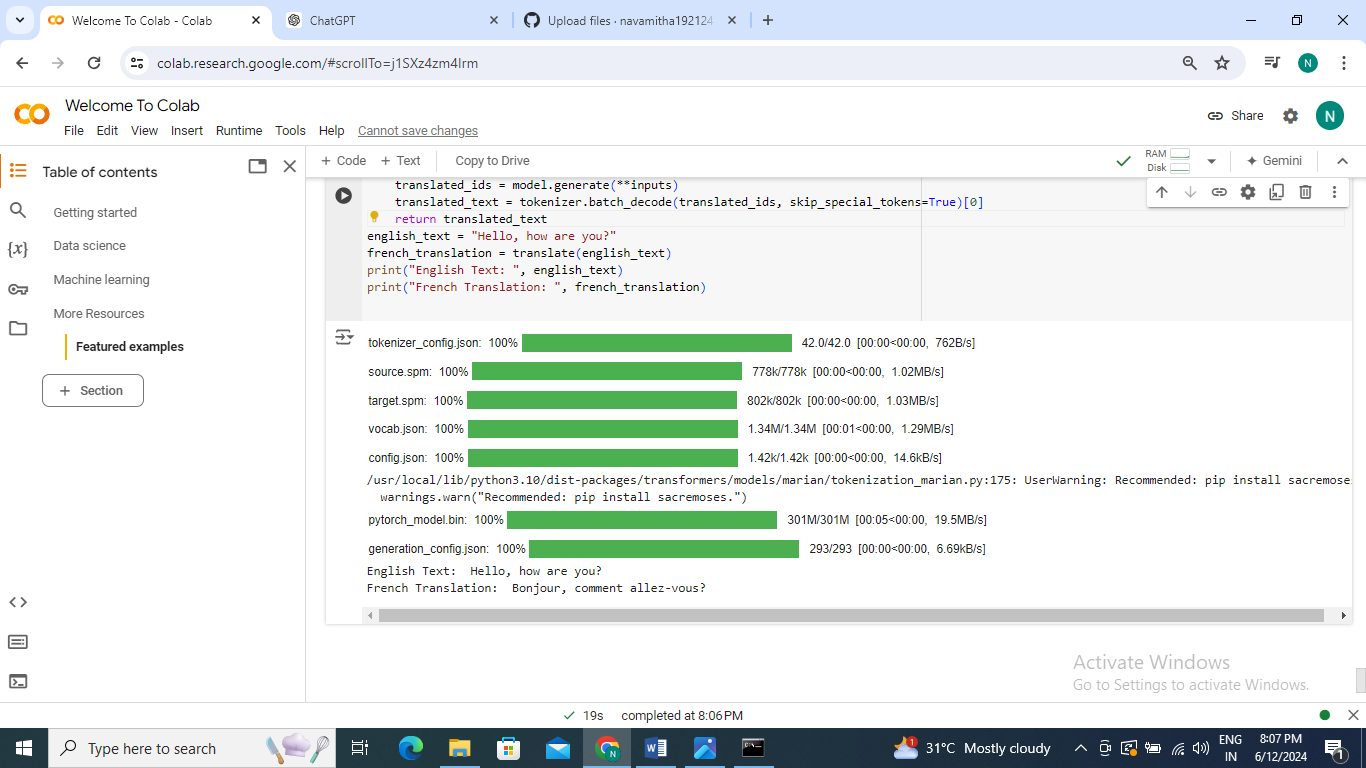 Welcome To Colab - Colab
ChatGPT
Upload files · navamitha192124
colab.research.google.com/#scrollTo=j1SXz4zm4lrm
N
Welcome To Colab
File Edit View Insert Runtime Tools Help Cannot save changes
Share
N
Table of contents
Getting started
Data science
Machine learning
More Resources
Featured examples
+ Section
+ Code + Text Copy to Drive
RAM
Disk
Gemini
translated_ids = model.generate(**inputs)
translated_text = tokenizer.batch_decode(translated_ids, skip_special_tokens=True)[0]
return translated_text
english_text = "Hello, how are you?"
french_translation = translate(english_text)
print("English Text: ", english_text)
print("French Translation: ", french_translation)
tokenizer_config.json: 100% 42.0/42.0 [00:00<00:00, 762B/s]
source.spm: 100% 778k/778k [00:00<00:00, 1.02MB/s]
target.spm: 100% 802k/802k [00:00<00:00, 1.03MB/s]
vocab.json: 100% 1.34M/1.34M [00:01<00:00, 1.29MB/s]
config.json: 100% 1.42k/1.42k [00:00<00:00, 14.6kB/s]
/usr/local/lib/python3.10/dist-packages/transformers/models/marian/tokenization_marian.py:175: UserWarning: Recommended: pip install sacremose
warnings.warn("Recommended: pip install sacremoses.")
pytorch_model.bin: 100% 301M/301M [00:05<00:00, 19.5MB/s]
generation_config.json: 100% 293/293 [00:00<00:00, 6.69kB/s]
English Text: Hello, how are you?
French Translation: Bonjour, comment allez-vous?
Activate Windows
Go to Settings to activate Windows.
19s completed at 8:06 PM
Type here to search
31°C Mostly cloudy
ENG
IN
8:07 PM
6/12/2024